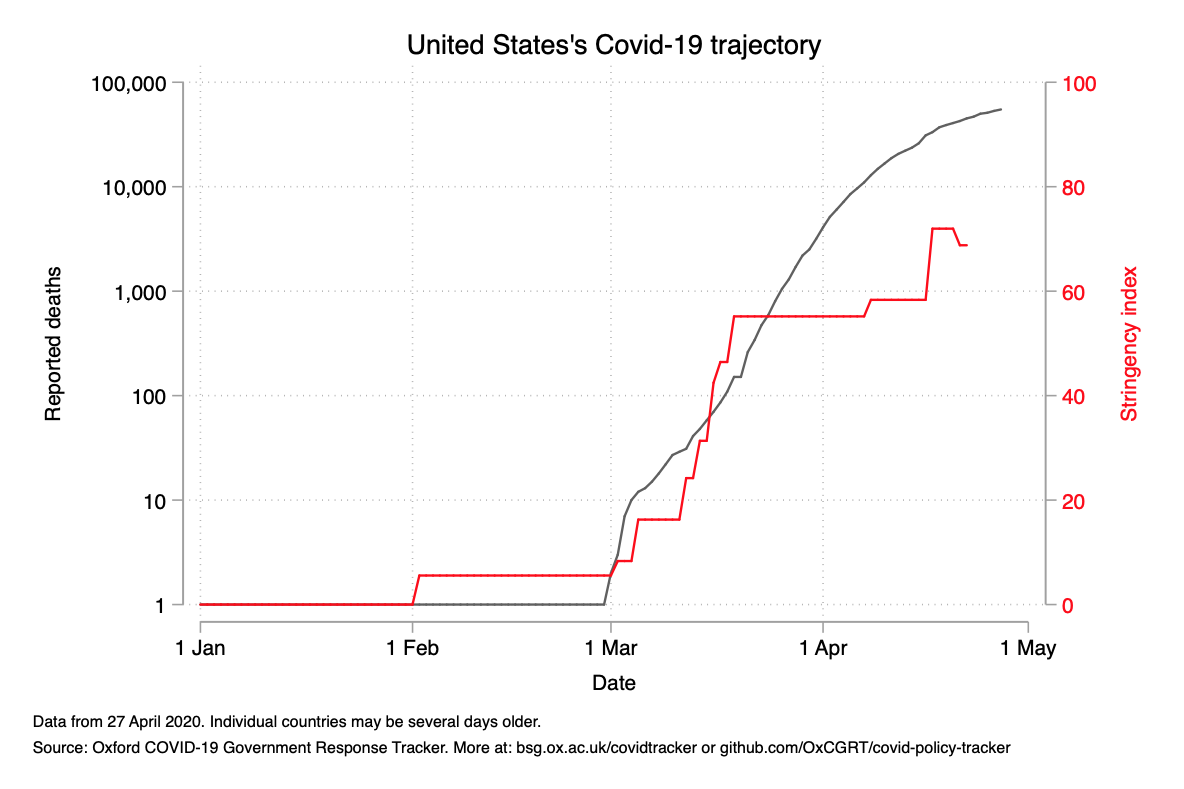 United States's Covid-19 trajectory
100,000
10,000
1,000
100
10
1
Reported deaths
100
80
60
40
20
0
Stringency index
1 Jan
1 Feb
1 Mar
1 Apr
1 May
Date
Data from 27 April 2020. Individual countries may be several days older.
Source: Oxford COVID-19 Government Response Tracker. More at: bsg.ox.ac.uk/covidtracker or github.com/OxCGRT/covid-policy-tracker